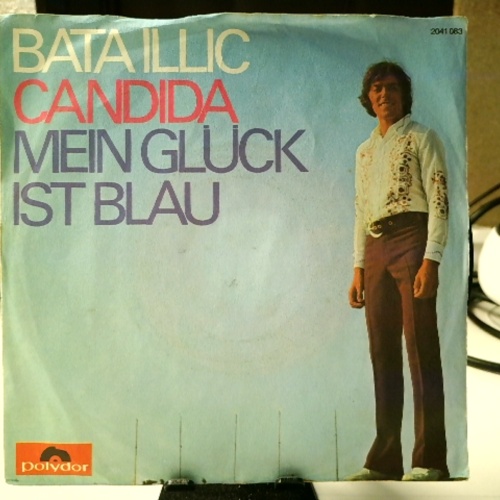 BATA ILLIC
2041 083
CANDIDA
MEIN GLÜCK
IST BLAU
polydor